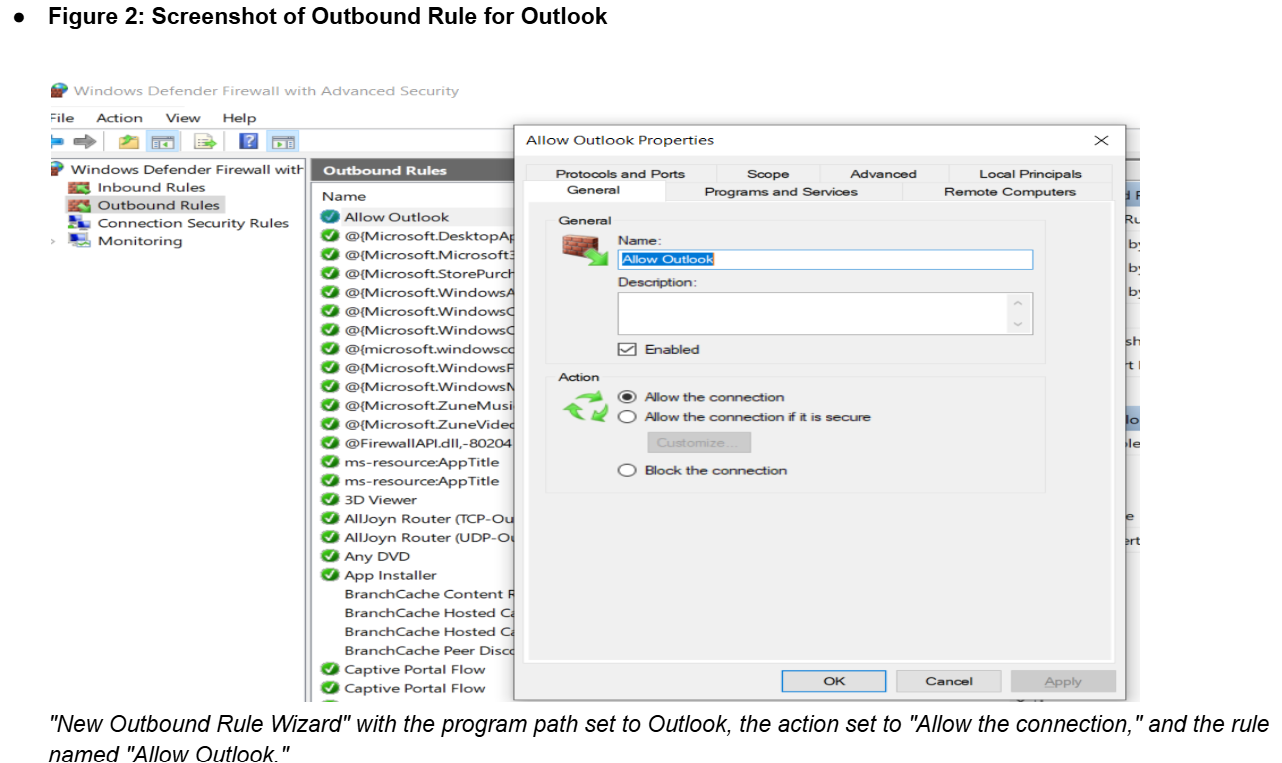 ● Figure 2: Screenshot of Outbound Rule for Outlook
Windows Defender Firewall with Advanced Security
File Action View Help
Windows Defender Firewall with
Inbound Rules
Outbound Rules
Connection Security Rules
Monitoring
Outbound Rules
Name
Allow Outlook
@{Microsoft.DesktopAp
@{Microsoft.Microsoft3
@{Microsoft.StorePurch
@{Microsoft.WindowsA
@{Microsoft.WindowsC
@{Microsoft.WindowsC
@{microsoft.windowscc
@{Microsoft.WindowsF
@{Microsoft.WindowsM
@{Microsoft.ZuneMusi
@{Microsoft.ZuneVideo
@FirewallAPI.dll,-80204
ms-resource:AppTitle
ms-resource:AppTitle
3D Viewer
AllJoyn Router (TCP-Ou
AllJoyn Router (UDP-Ou
Any DVD
App Installer
BranchCache Content R
BranchCache Hosted Ca
BranchCache Hosted Ca
BranchCache Peer Disco
Captive Portal Flow
Captive Portal Flow
Allow Outlook Properties
Protocols and Ports Scope Advanced Local Principals
General Programs and Services Remote Computers
General
Name:
Allow Outlook
Description:
Enabled
Action
Allow the connection
Allow the connection if it is secure
Customize...
Block the connection
OK Cancel Apply
"New Outbound Rule Wizard" with the program path set to Outlook, the action set to "Allow the connection," and the rule
named "Allow Outlook."